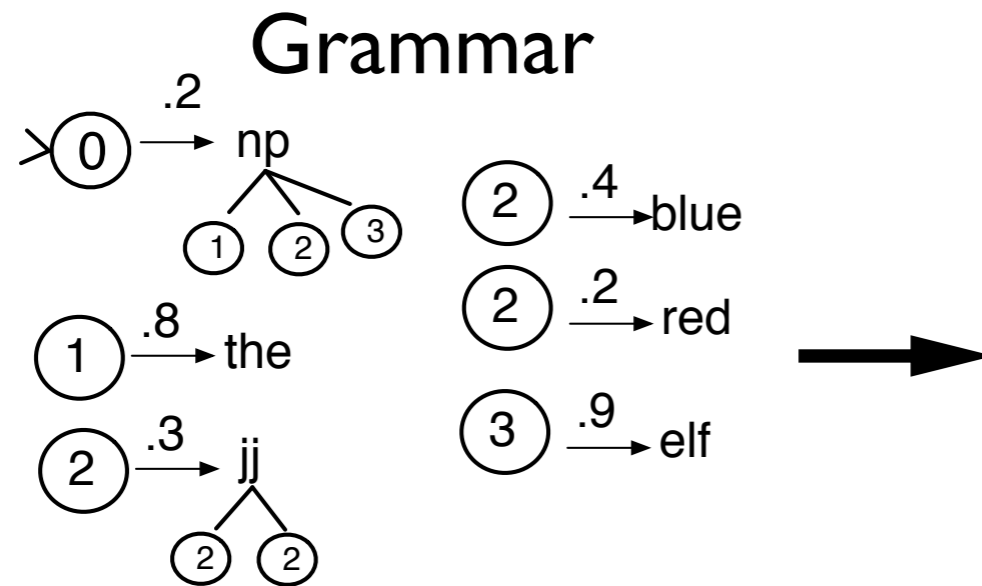 Grammar
0 .2 np
1 2 3
1 .8 the
2 .3 jj
2 2
2 .4 blue
2 .2 red
3 .9 elf